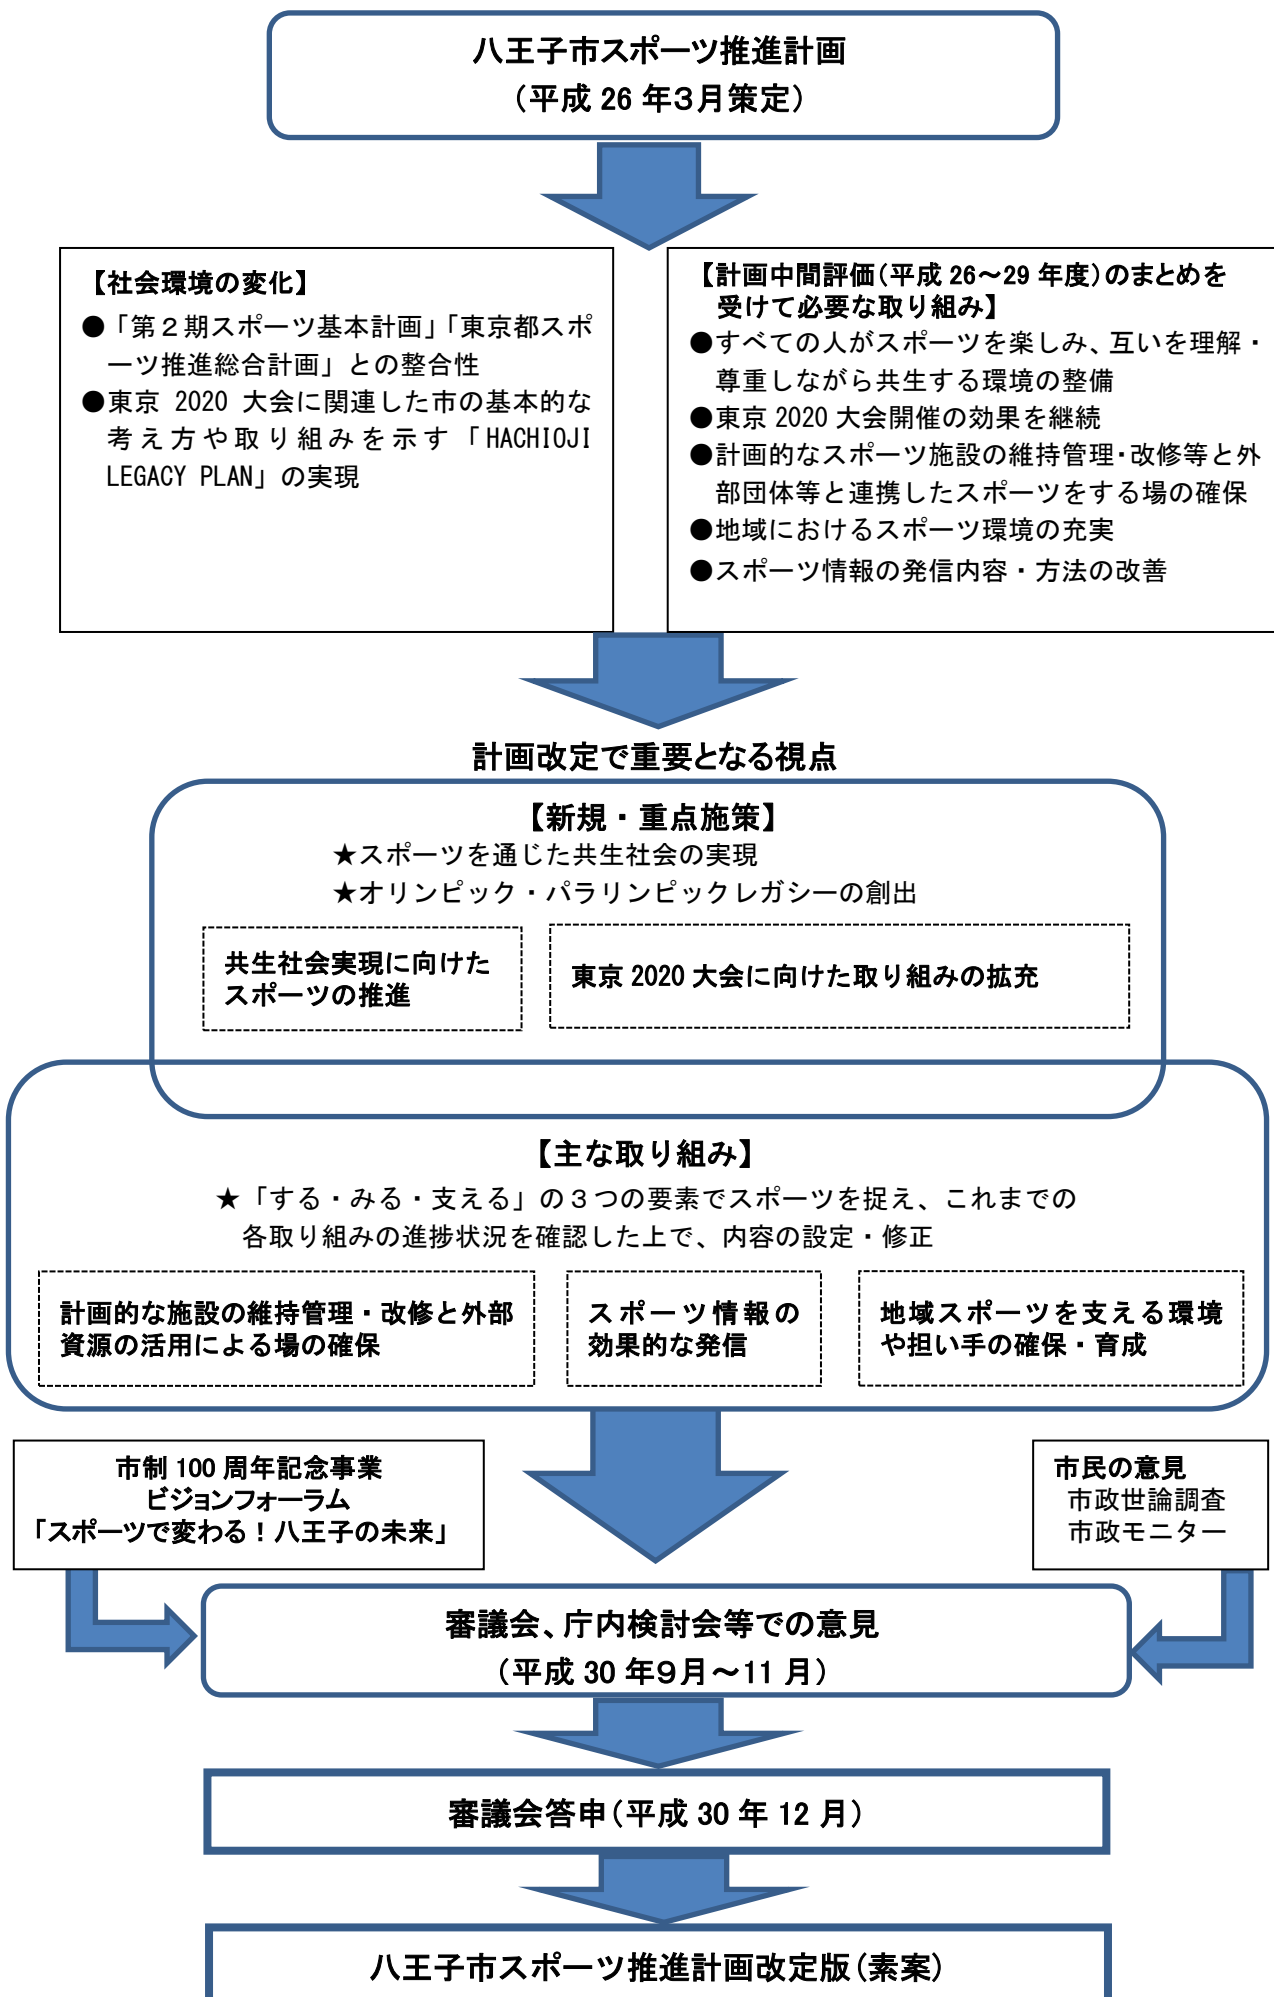 八王子市スポーツ推進計画
（平成 26 年３月策定）
【社会環境の変化】
●「第２期スポーツ基本計画」「東京都スポ
ーツ推進総合計画」との整合性
●東京 2020 大会に関連した市の基本的な
考え方や取り組みを示す「HACHIOJI
LEGACY PLAN」の実現
【計画中間評価（平成 26～29 年度）のまとめを
受けて必要な取り組み】
●すべての人がスポーツを楽しみ、互いを理解・
尊重しながら共生する環境の整備
●東京 2020 大会開催の効果を継続
●計画的なスポーツ施設の維持管理・改修等と外
部団体等と連携したスポーツをする場の確保
●地域におけるスポーツ環境の充実
●スポーツ情報の発信内容・方法の改善
計画改定で重要となる視点
【新規・重点施策】
★スポーツを通じた共生社会の実現
★オリンピック・パラリンピックレガシーの創出
共生社会実現に向けた
スポーツの推進
東京 2020 大会に向けた取り組みの拡充
【主な取り組み】
★「する・みる・支える」の３つの要素でスポーツを捉え、これまでの
各取り組みの進捗状況を確認した上で、内容の設定・修正
計画的な施設の維持管理・改修と外部
資源の活用による場の確保
スポーツ情報の
効果的な発信
地域スポーツを支える環境
や担い手の確保・育成
市制 100 周年記念事業
ビジョンフォーラム
「スポーツで変わる！八王子の未来」
市民の意見
市政世論調査
市政モニター
審議会、庁内検討会等での意見
（平成 30 年９月～11 月）
審議会答申（平成 30 年 12 月）
八王子市スポーツ推進計画改定版（素案）